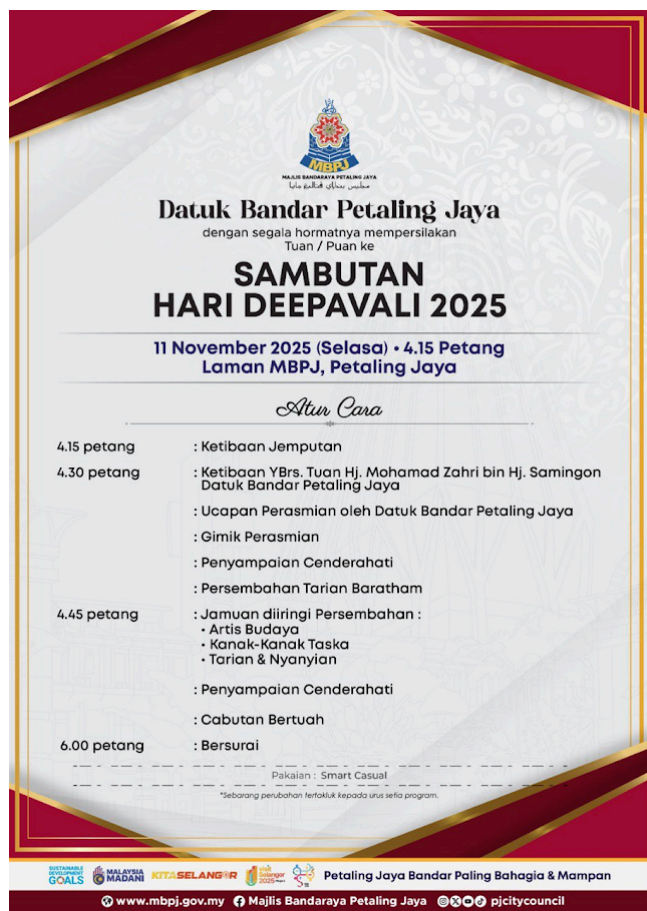 MBPJ
MAJLIS BANDARAYA PETALING JAYA
Datuk Bandar Petaling Jaya
dengan segala hormatnya mempersilakan
Tuan / Puan ke
SAMBUTAN
HARI DEEPAVALI 2025
11 November 2025 (Selasa) • 4.15 Petang
Laman MBPJ, Petaling Jaya
Atur Cara
4.15 petang : Ketibaan Jemputan
4.30 petang : Ketibaan YBrs. Tuan Hj. Mohamad Zahri bin Hj. Samingon
Datuk Bandar Petaling Jaya
: Ucapan Perasmian oleh Datuk Bandar Petaling Jaya
: Gimik Perasmian
: Penyampaian Cenderahati
: Persembahan Tarian Baratham
4.45 petang : Jamuan diiringi Persembahan :
• Artis Budaya
• Kanak-Kanak Taska
• Tarian & Nyanyian
: Penyampaian Cenderahati
: Cabutan Bertuah
6.00 petang : Bersurai
Pakaian : Smart Casual
*Sebarang perubahan tertakluk kepada urus setia program.
SUSTAINABLE DEVELOPMENT GOALS MALAYSIA MADANI KITASELANGOR Visit Selangor 2025 Petaling Jaya Bandar Paling Bahagia & Mampan
www.mbpj.gov.my Majlis Bandaraya Petaling Jaya pjcitycouncil